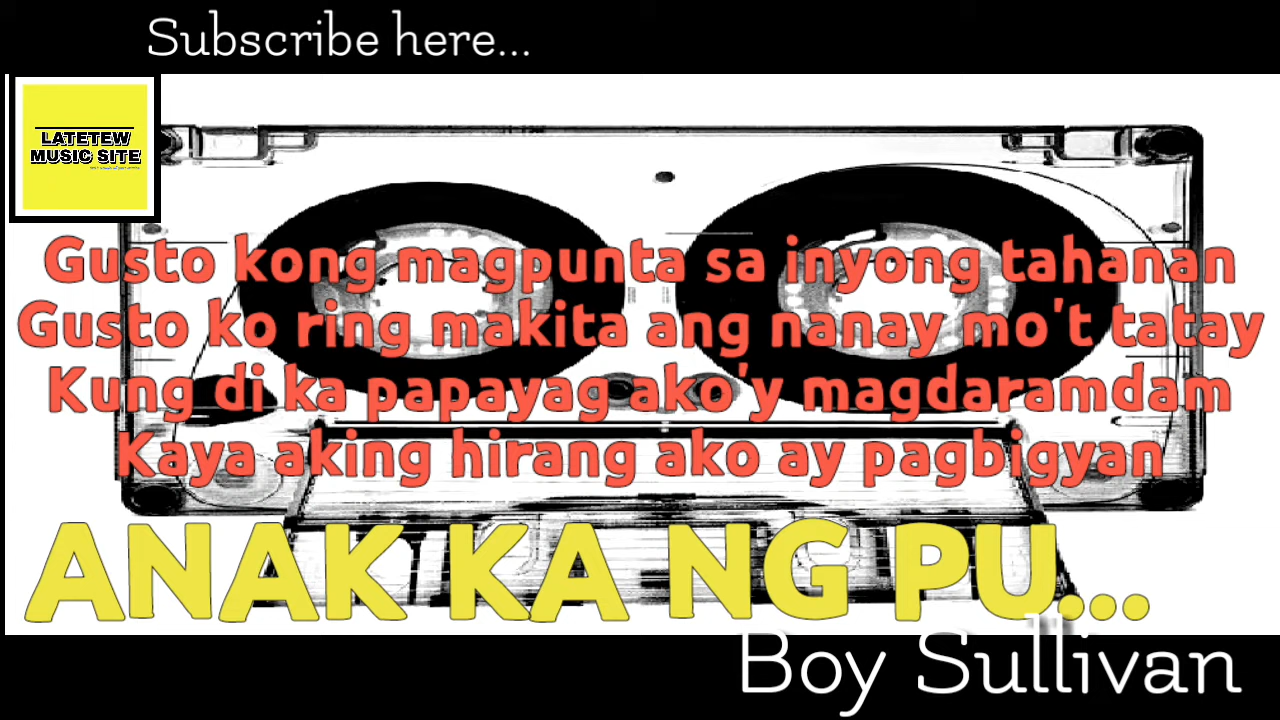 Subscribe here...
LATETEW
MUSIC SITE
Gusto kong magpunta sa inyong tahanan
Gusto ko ring makita ang nanay mo't tatay
Kung di ka papayag ako'y magdaramdam
Kaya aking hirang ako ay pagbigyan
ANAK KA NG PU...
Boy Sullivan